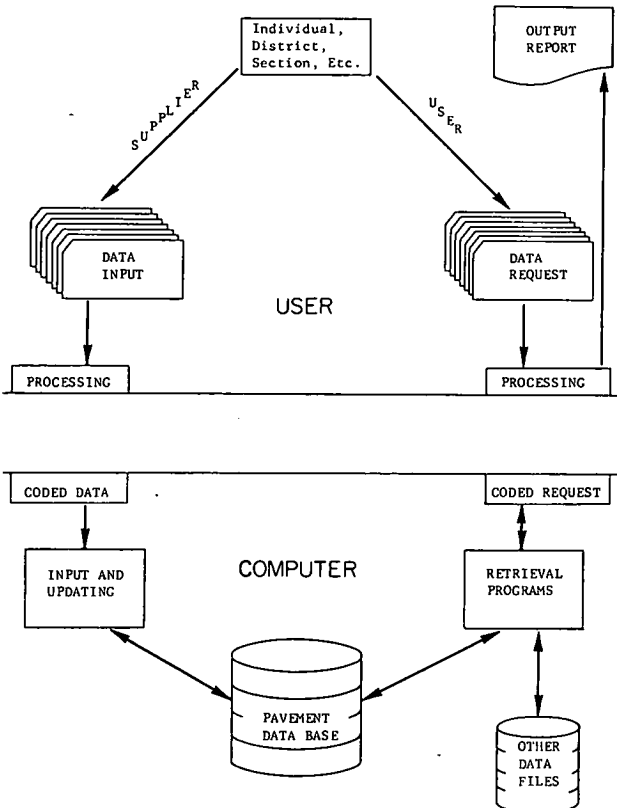 Individual,
District,
Section, Etc.
OUTPUT
REPORT
SUPPLIER
USER
DATA
INPUT
DATA
REQUEST
USER
PROCESSING
PROCESSING
CODED DATA
CODED REQUEST
INPUT AND
UPDATING
COMPUTER
RETRIEVAL
PROGRAMS
PAVEMENT
DATA BASE
OTHER
DATA
FILES